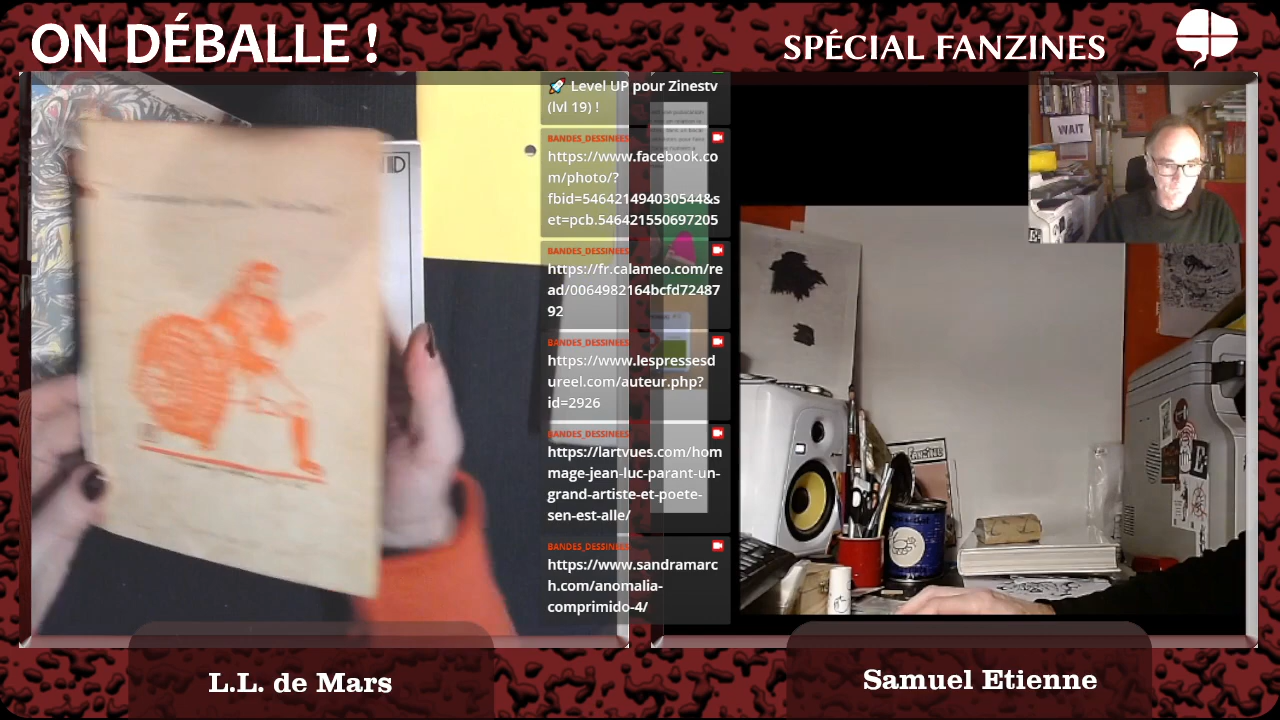 ON DÉBALLE !
SPÉCIAL FANZINES
🚀 Level UP pour Zinestv
(lvl 19) !
BANDES_DESSINEES
https://www.facebook.co
m/photo/?
fbid=546421494030544&s
et=pcb.546421550697205
BANDES_DESSINEES
https://fr.calameo.com/re
ad/0064982164bcfd72487
92
BANDES_DESSINEES
https://www.lespressesd
ureel.com/auteur.php?
id=2926
BANDES_DESSINEES
https://lartvues.com/hom
mage-jean-luc-parant-un-
grand-artiste-et-poete-
sen-est-alle/
BANDES_DESSINEES
https://www.sandramarc
h.com/anomalia-
comprimido-4/
WAIT
FANCINE
L.L. de Mars
Samuel Etienne